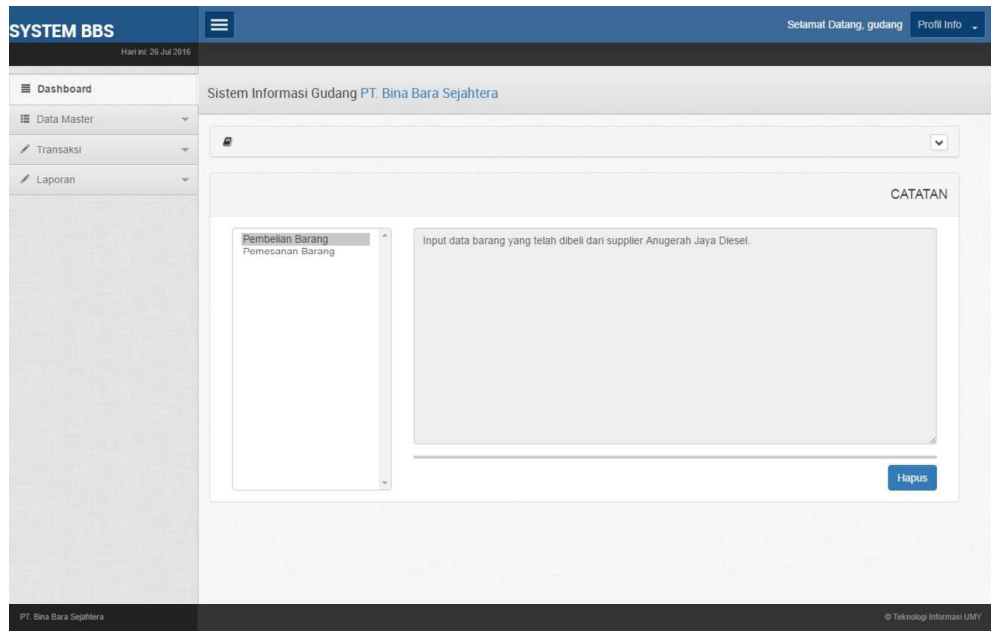 SYSTEM BBS
Selamat Datang, gudang
Profil Info
Hari ini: 26 Jul 2016
Dashboard
Data Master
Transaksi
Laporan
Sistem Informasi Gudang PT. Bina Bara Sejahtera
CATATAN
Pembelian Barang
Pemesanan Barang
Input data barang yang telah dibeli dari supplier Anugerah Jaya Diesel.
Hapus
PT. Bina Bara Sejahtera
© Teknologi Informasi UMY